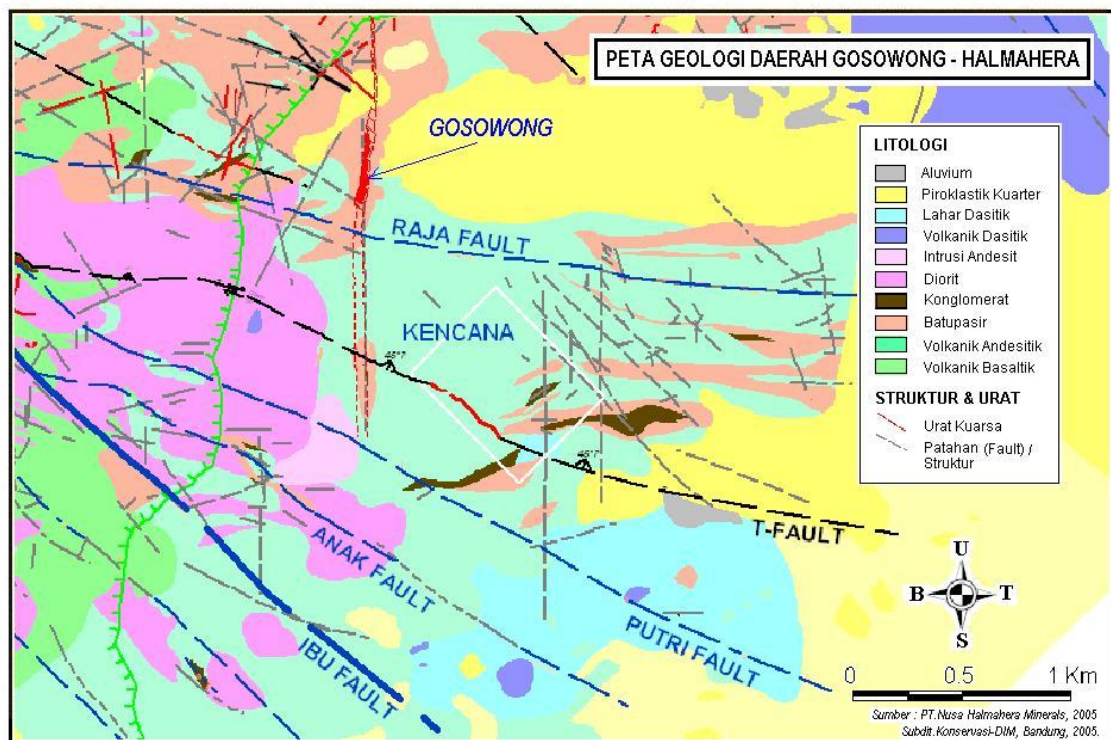 PETA GEOLOGI DAERAH GOSOWONG - HALMAHERA
GOSOWONG
RAJA FAULT
KENCANA
T-FAULT
ANAK FAULT
PUTRI FAULT
IBU FAULT
LITOLOGI
Aluvium
Piroklastik Kuarter
Lahar Dasitik
Volkanik Dasitik
Intrusi Andesit
Diorit
Konglomerat
Batupasir
Volkanik Andesitik
Volkanik Basaltik
STRUKTUR & URAT
Urat Kuarsa
Patahan (Fault) /
Struktur
U
B T
S
0 0.5 1 Km
Sumber : PT.Nusa Halmahera Minerals, 2005
Subdit.Konservasi-DIM, Bandung, 2005.